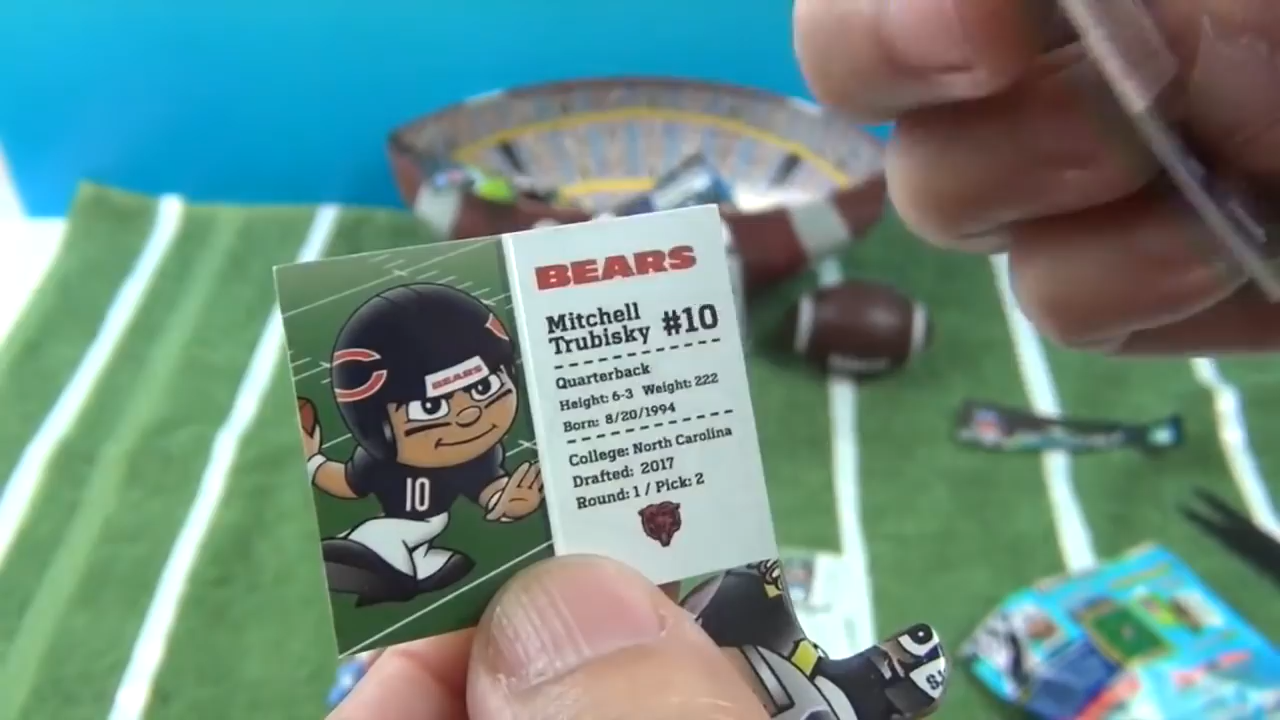 BEARS
Mitchell
Trubisky #10
Quarterback
Height: 6-3 Weight: 222
Born: 8/20/1994
College: North Carolina
Drafted: 2017
Round: 1 / Pick: 2
BEARS
10